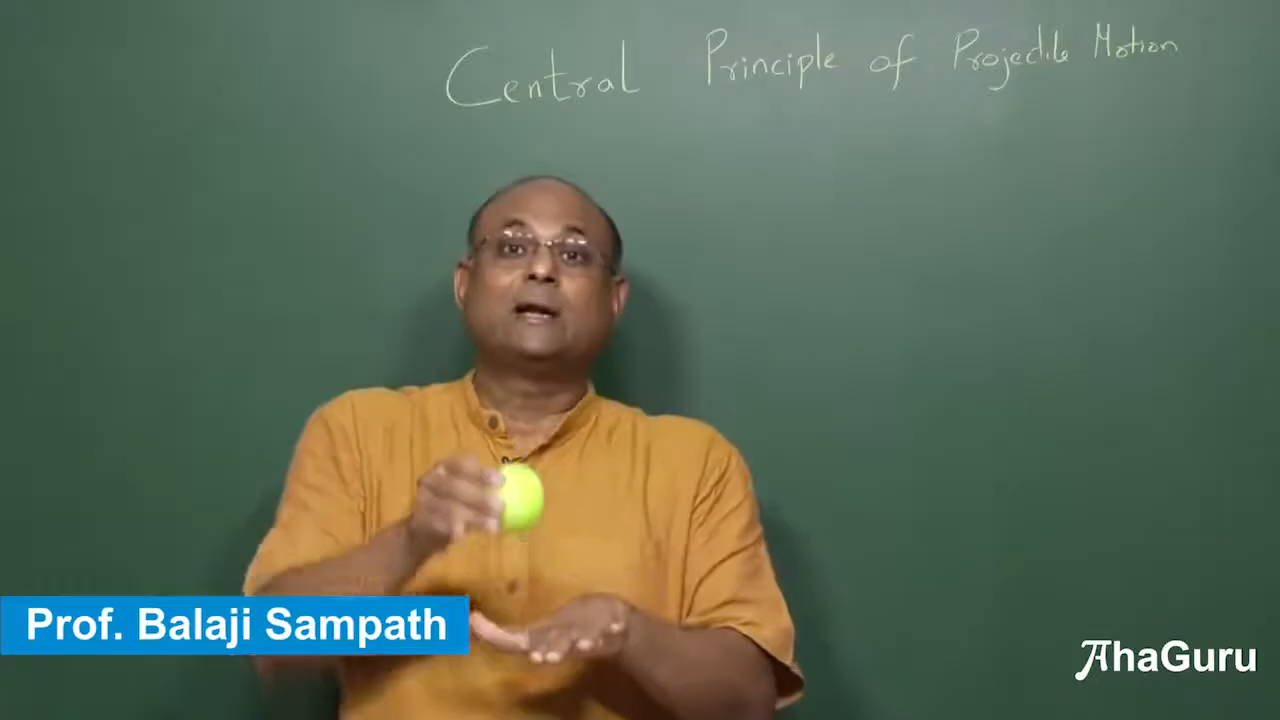 Central Principle of Projectile Motion
Prof. Balaji Sampath
AhaGuru